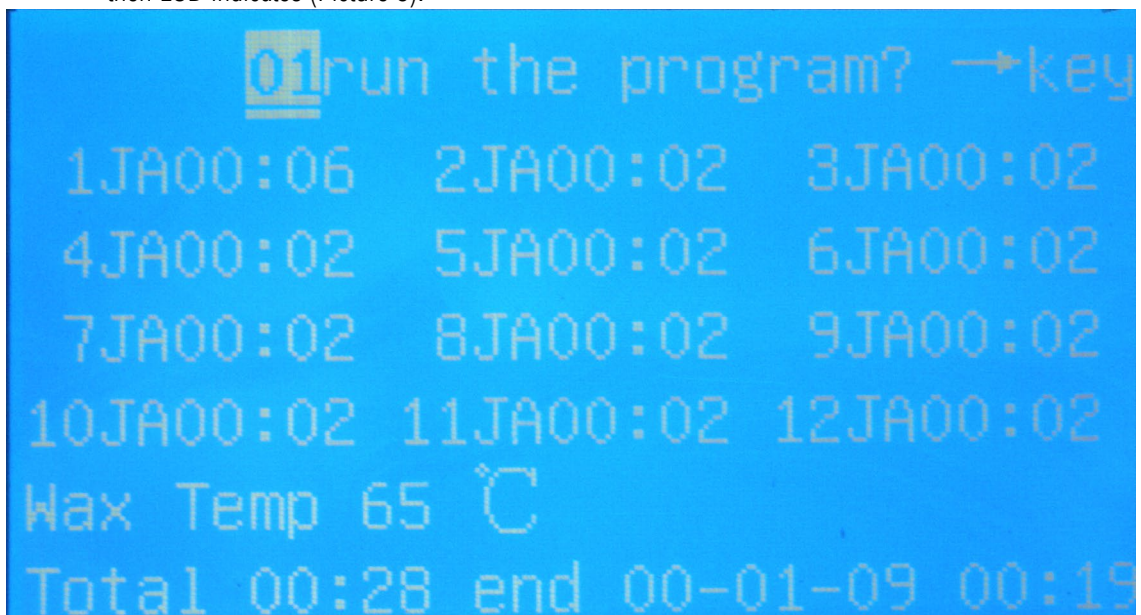 01run the program? →key
1JA00:06 2JA00:02 3JA00:02
4JA00:02 5JA00:02 6JA00:02
7JA00:02 8JA00:02 9JA00:02
10JA00:02 11JA00:02 12JA00:02
Wax Temp 65 ℃
Total 00:28 end 00-01-09 00:19